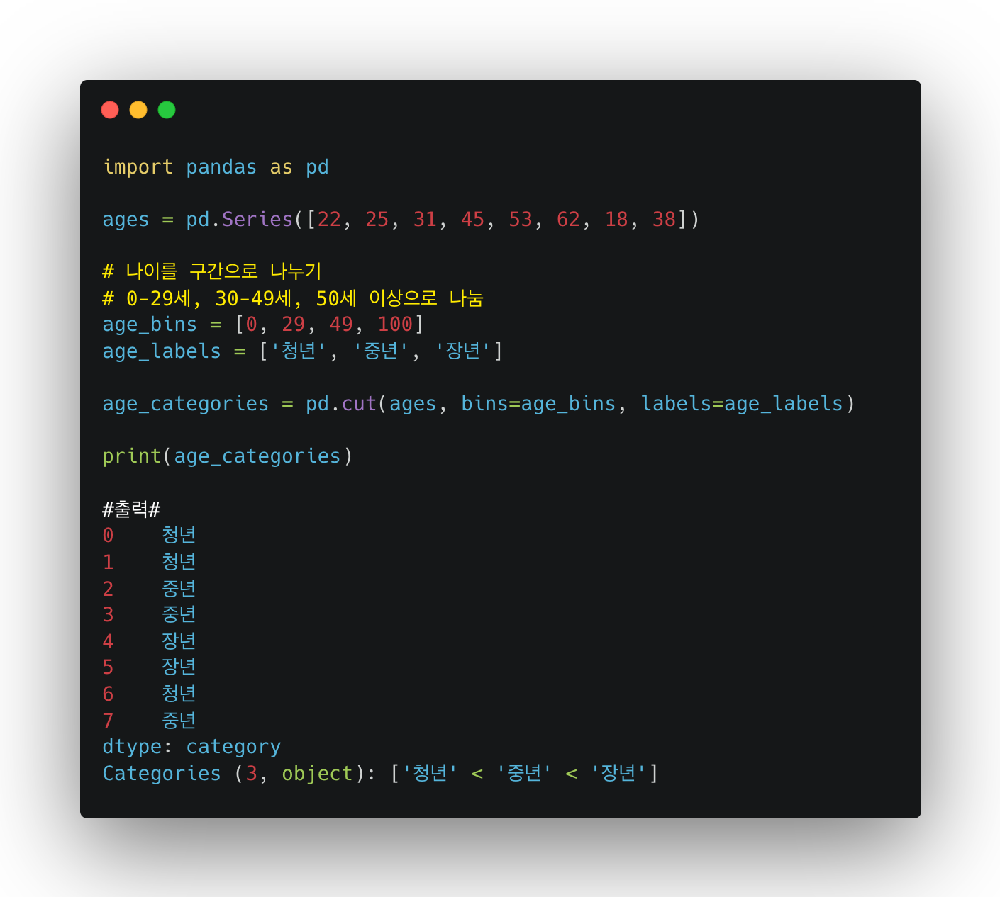 import pandas as pd
ages = pd.Series([22, 25, 31, 45, 53, 62, 18, 38])
# 나이를 구간으로 나누기
# 0-29세, 30-49세, 50세 이상으로 나눔
age_bins = [0, 29, 49, 100]
age_labels = ['청년', '중년', '장년']
age_categories = pd.cut(ages, bins=age_bins, labels=age_labels)
print(age_categories)
#출력#
0    청년
1    청년
2    중년
3    중년
4    장년
5    장년
6    청년
7    중년
dtype: category
Categories (3, object): ['청년' < '중년' < '장년']